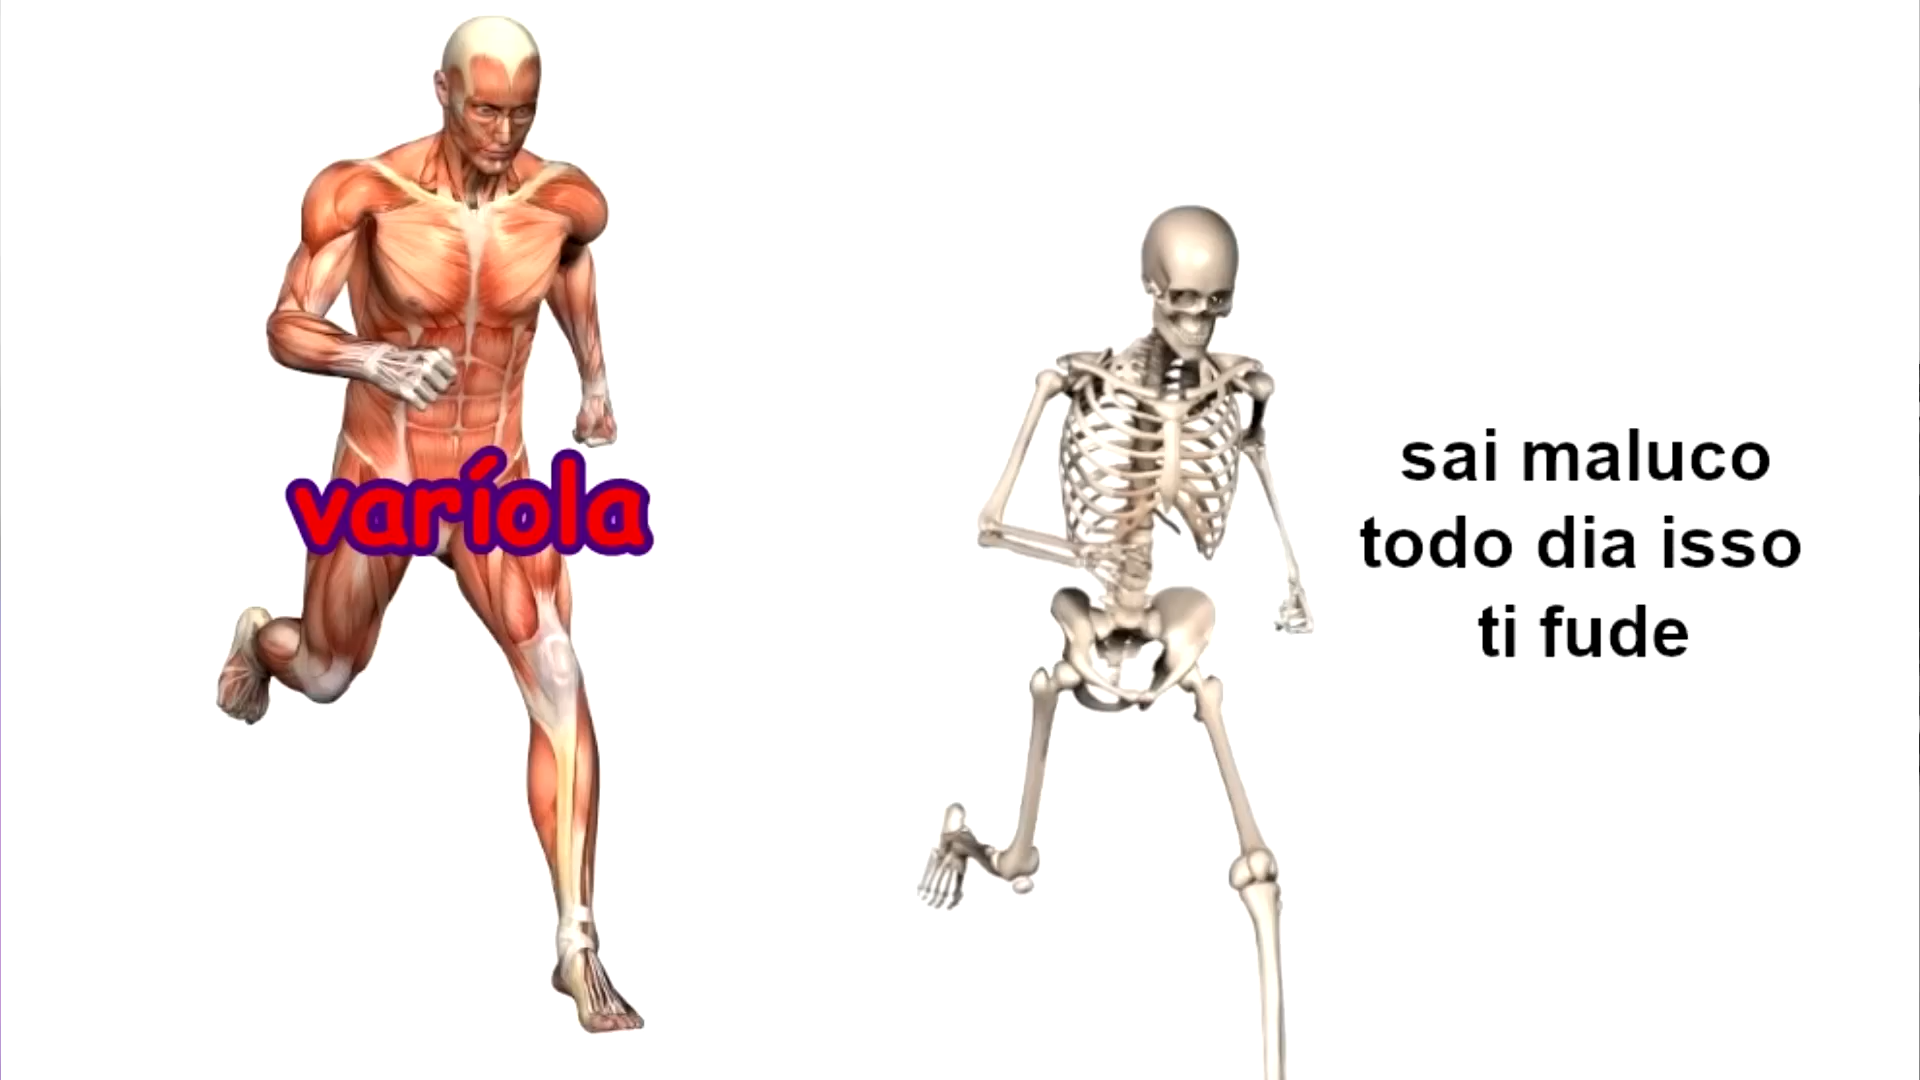 varíola
sai maluco
todo dia isso
ti fude